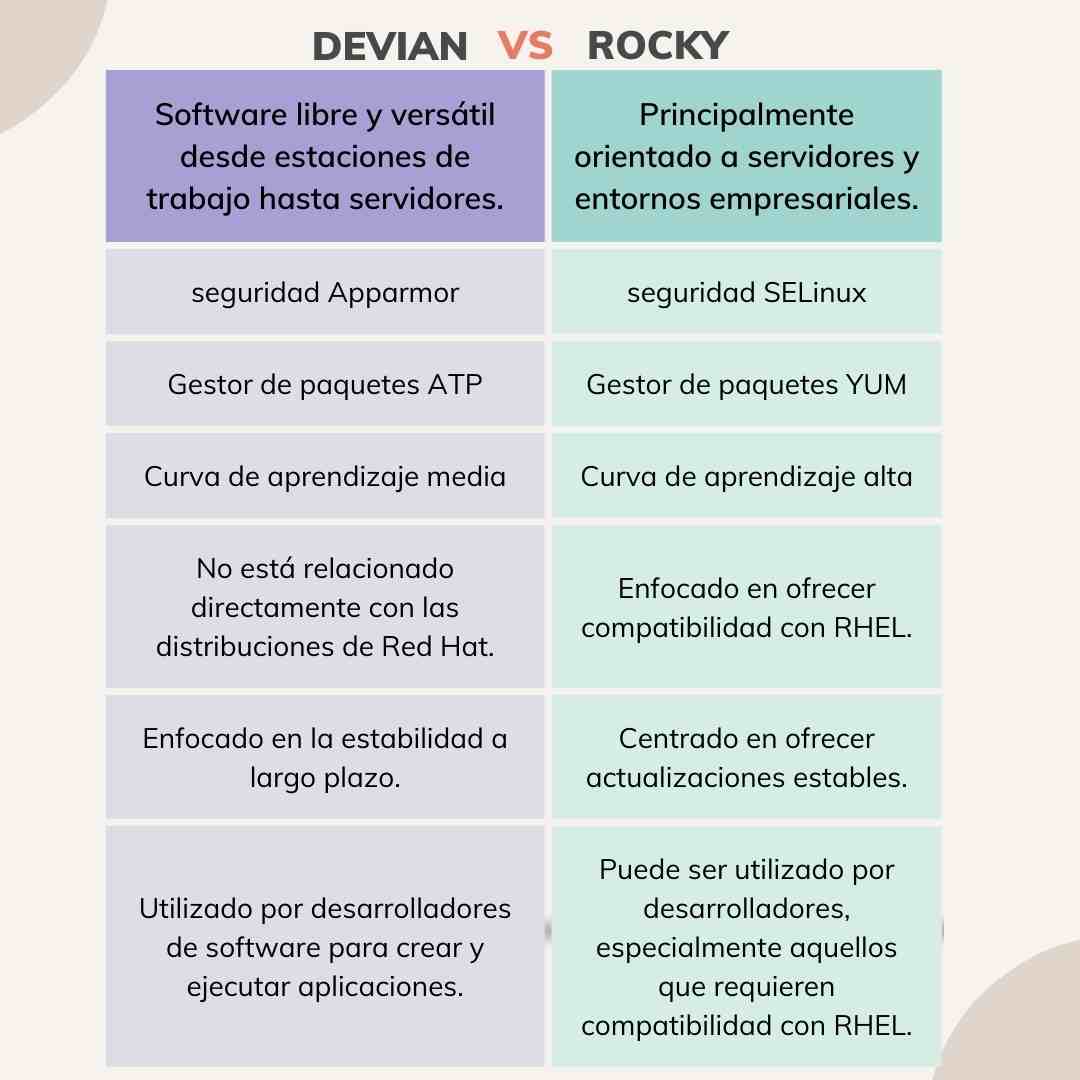 DEVIAN VS ROCKY
Software libre y versátil
desde estaciones de
trabajo hasta servidores.
Principalmente
orientado a servidores y
entornos empresariales.
seguridad Apparmor
seguridad SELinux
Gestor de paquetes ATP
Gestor de paquetes YUM
Curva de aprendizaje media
Curva de aprendizaje alta
No está relacionado
directamente con las
distribuciones de Red Hat.
Enfocado en ofrecer
compatibilidad con RHEL.
Enfocado en la estabilidad a
largo plazo.
Centrado en ofrecer
actualizaciones estables.
Utilizado por desarrolladores
de software para crear y
ejecutar aplicaciones.
Puede ser utilizado por
desarrolladores,
especialmente aquellos
que requieren
compatibilidad con RHEL.